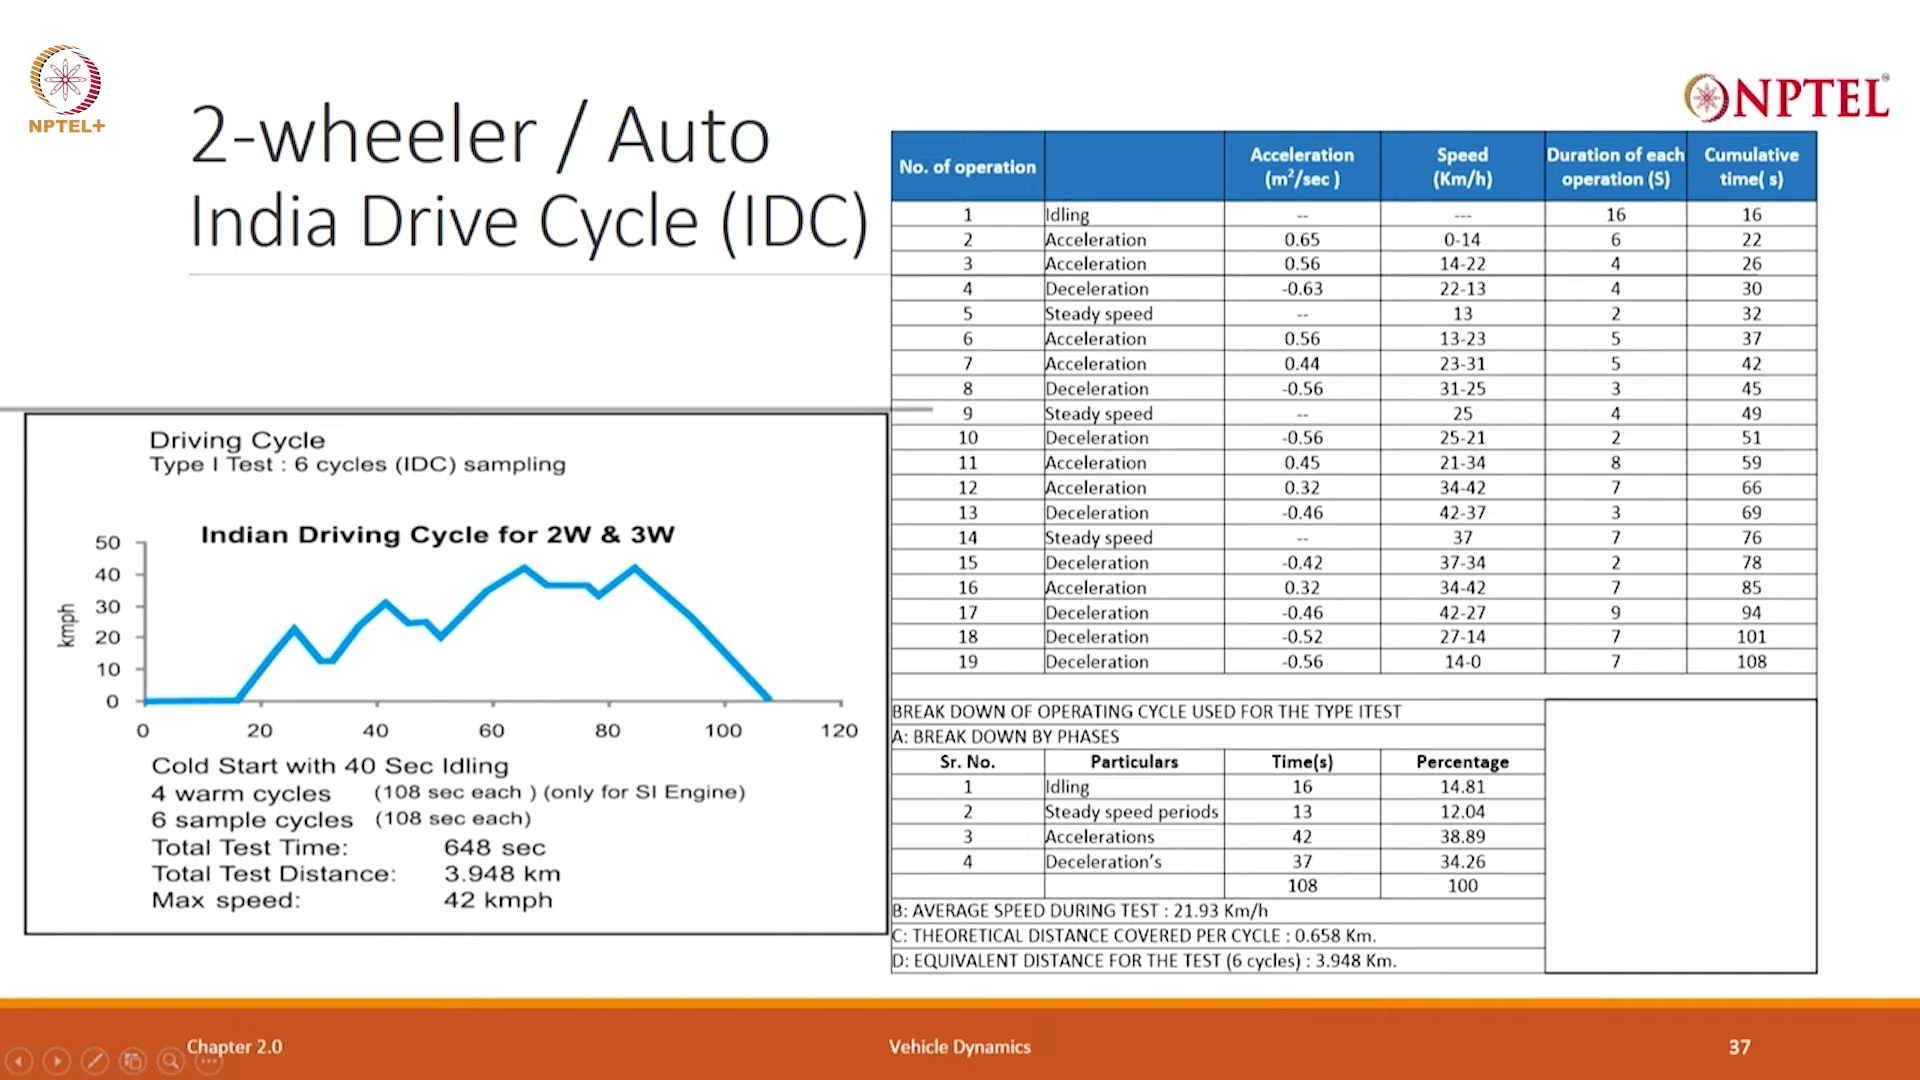 NPTEL+
NPTEL
2-wheeler / Auto
India Drive Cycle (IDC)
Driving Cycle
Type I Test : 6 cycles (IDC) sampling
Indian Driving Cycle for 2W & 3W
kmph
50
40
30
20
10
0
0 20 40 60 80 100 120
Cold Start with 40 Sec Idling
4 warm cycles (108 sec each ) (only for SI Engine)
6 sample cycles (108 sec each)
Total Test Time: 648 sec
Total Test Distance: 3.948 km
Max speed: 42 kmph
No. of operation Acceleration (m²/sec ) Speed (Km/h) Duration of each operation (S) Cumulative time( s)
1 Idling -- --- 16 16
2 Acceleration 0.65 0-14 6 22
3 Acceleration 0.56 14-22 4 26
4 Deceleration -0.63 22-13 4 30
5 Steady speed -- 13 2 32
6 Acceleration 0.56 13-23 5 37
7 Acceleration 0.44 23-31 5 42
8 Deceleration -0.56 31-25 3 45
9 Steady speed -- 25 4 49
10 Deceleration -0.56 25-21 2 51
11 Acceleration 0.45 21-34 8 59
12 Acceleration 0.32 34-42 7 66
13 Deceleration -0.46 42-37 3 69
14 Steady speed -- 37 7 76
15 Deceleration -0.42 37-34 2 78
16 Acceleration 0.32 34-42 7 85
17 Deceleration -0.46 42-27 9 94
18 Deceleration -0.52 27-14 7 101
19 Deceleration -0.56 14-0 7 108
BREAK DOWN OF OPERATING CYCLE USED FOR THE TYPE ITEST
A: BREAK DOWN BY PHASES
Sr. No. Particulars Time(s) Percentage
1 Idling 16 14.81
2 Steady speed periods 13 12.04
3 Accelerations 42 38.89
4 Deceleration’s 37 34.26
108 100
B: AVERAGE SPEED DURING TEST : 21.93 Km/h
C: THEORETICAL DISTANCE COVERED PER CYCLE : 0.658 Km.
D: EQUIVALENT DISTANCE FOR THE TEST (6 cycles) : 3.948 Km.
Chapter 2.0 Vehicle Dynamics 37